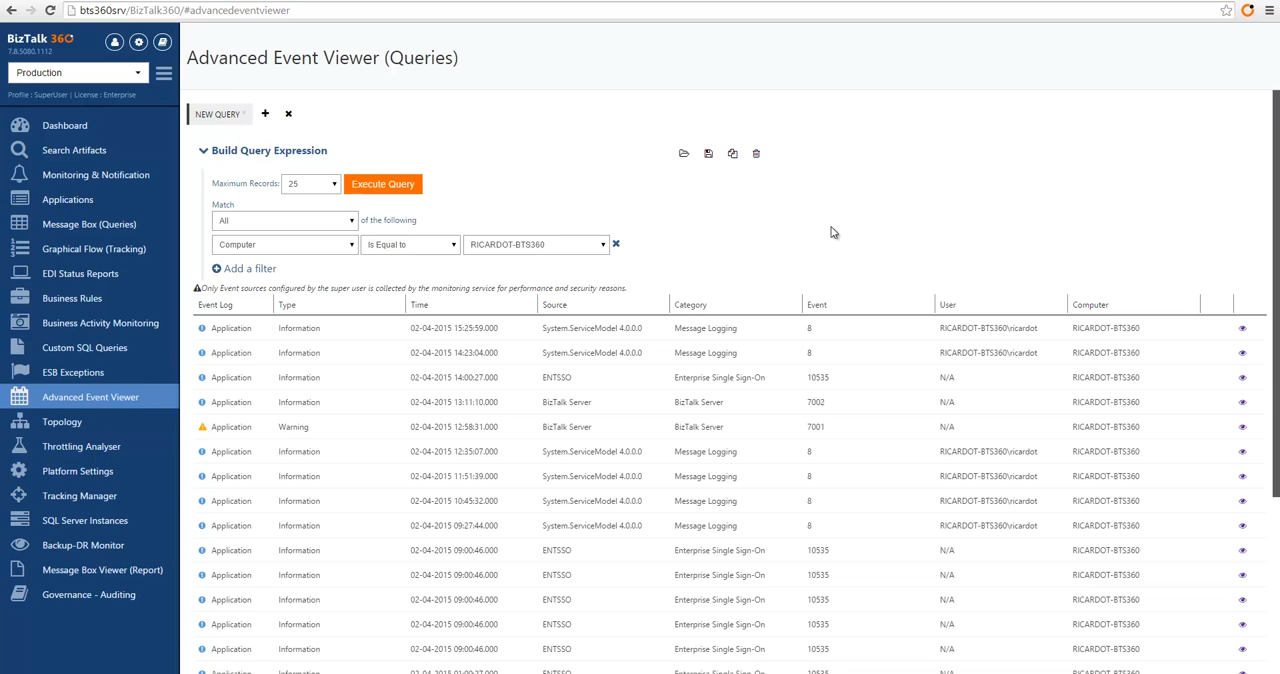 bts360srv/BizTalk360/#advancedeventviewer
BizTalk 360
7.8.5080.1112
Production
Profile : SuperUser | License : Enterprise
Dashboard
Search Artifacts
Monitoring & Notification
Applications
Message Box (Queries)
Graphical Flow (Tracking)
EDI Status Reports
Business Rules
Business Activity Monitoring
Custom SQL Queries
ESB Exceptions
Advanced Event Viewer
Topology
Throttling Analyser
Platform Settings
Tracking Manager
SQL Server Instances
Backup-DR Monitor
Message Box Viewer (Report)
Governance - Auditing
Advanced Event Viewer (Queries)
NEW QUERY *
Build Query Expression
Maximum Records: 25 Execute Query
Match
All of the following
Computer Is Equal to RICARDOT-BTS360
Add a filter
Only Event sources configured by the super user is collected by the monitoring service for performance and security reasons.
Event Log Type Time Source Category Event User Computer
Application Information 02-04-2015 15:25:59.000 System.ServiceModel 4.0.0.0 Message Logging 8 RICARDOT-BTS360\ricardot RICARDOT-BTS360
Application Information 02-04-2015 14:23:04.000 System.ServiceModel 4.0.0.0 Message Logging 8 RICARDOT-BTS360\ricardot RICARDOT-BTS360
Application Information 02-04-2015 14:00:27.000 ENTSSO Enterprise Single Sign-On 10535 N/A RICARDOT-BTS360
Application Information 02-04-2015 13:11:10.000 BizTalk Server BizTalk Server 7002 N/A RICARDOT-BTS360
Application Warning 02-04-2015 12:58:31.000 BizTalk Server BizTalk Server 7001 N/A RICARDOT-BTS360
Application Information 02-04-2015 12:35:07.000 System.ServiceModel 4.0.0.0 Message Logging 8 RICARDOT-BTS360\ricardot RICARDOT-BTS360
Application Information 02-04-2015 11:51:39.000 System.ServiceModel 4.0.0.0 Message Logging 8 RICARDOT-BTS360\ricardot RICARDOT-BTS360
Application Information 02-04-2015 10:45:32.000 System.ServiceModel 4.0.0.0 Message Logging 8 RICARDOT-BTS360\ricardot RICARDOT-BTS360
Application Information 02-04-2015 09:27:44.000 System.ServiceModel 4.0.0.0 Message Logging 8 RICARDOT-BTS360\ricardot RICARDOT-BTS360
Application Information 02-04-2015 09:00:46.000 ENTSSO Enterprise Single Sign-On 10535 N/A RICARDOT-BTS360
Application Information 02-04-2015 09:00:46.000 ENTSSO Enterprise Single Sign-On 10535 N/A RICARDOT-BTS360
Application Information 02-04-2015 09:00:46.000 ENTSSO Enterprise Single Sign-On 10535 N/A RICARDOT-BTS360
Application Information 02-04-2015 09:00:46.000 ENTSSO Enterprise Single Sign-On 10535 N/A RICARDOT-BTS360
Application Information 02-04-2015 09:00:46.000 ENTSSO Enterprise Single Sign-On 10535 N/A RICARDOT-BTS360
Application Information 02-04-2015 01:00:27.000 ENTSSO Enterprise Single Sign-On 10535 N/A RICARDOT-BTS360